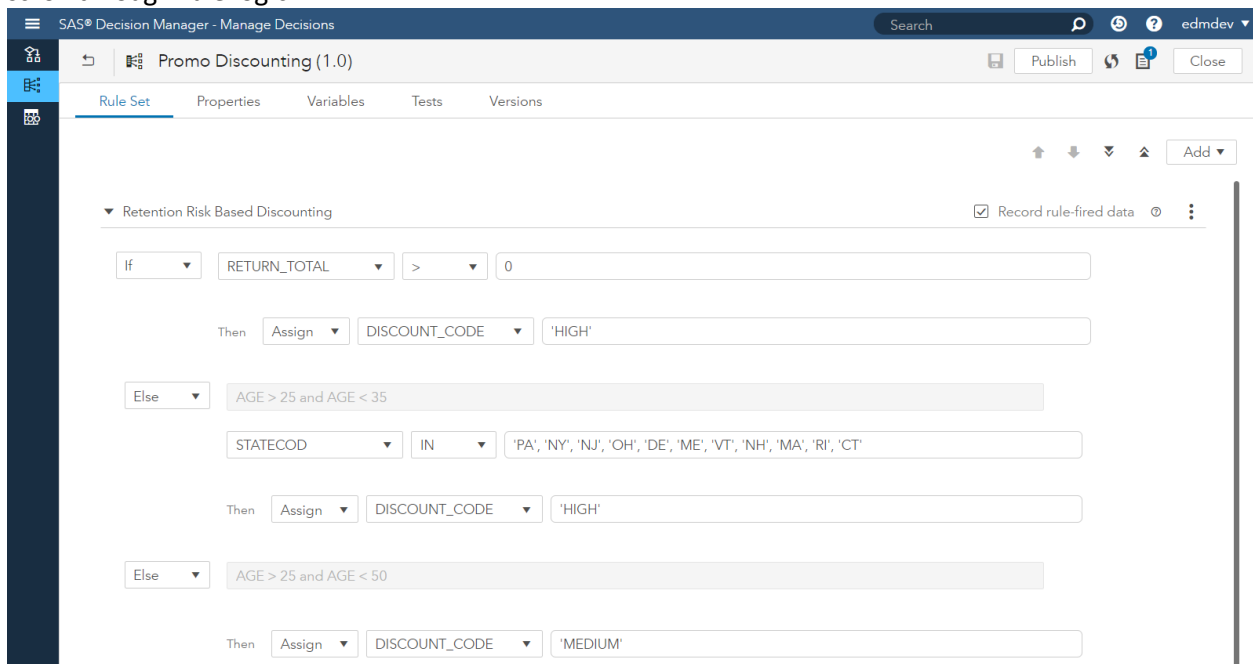 SAS® Decision Manager - Manage Decisions Search edmdev
Promo Discounting (1.0) Publish 1 Close
Rule Set Properties Variables Tests Versions
Add
Retention Risk Based Discounting Record rule-fired data
If RETURN_TOTAL > 0
Then Assign DISCOUNT_CODE 'HIGH'
Else AGE > 25 and AGE < 35
STATECOD IN 'PA', 'NY', 'NJ', 'OH', 'DE', 'ME', 'VT', 'NH', 'MA', 'RI', 'CT'
Then Assign DISCOUNT_CODE 'HIGH'
Else AGE > 25 and AGE < 50
Then Assign DISCOUNT_CODE 'MEDIUM'